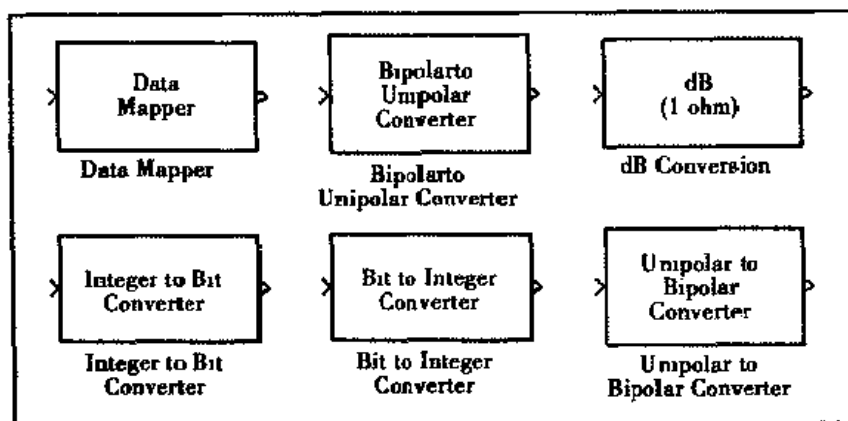 Data
Mapper
Data Mapper
Bipolarto
Unipolar
Converter
Bipolarto
Unipolar Converter
dB
(1 ohm)
dB Conversion
Integer to Bit
Converter
Integer to Bit
Converter
Bit to Integer
Converter
Bit to Integer
Converter
Unipolar to
Bipolar
Converter
Unipolar to
Bipolar Converter